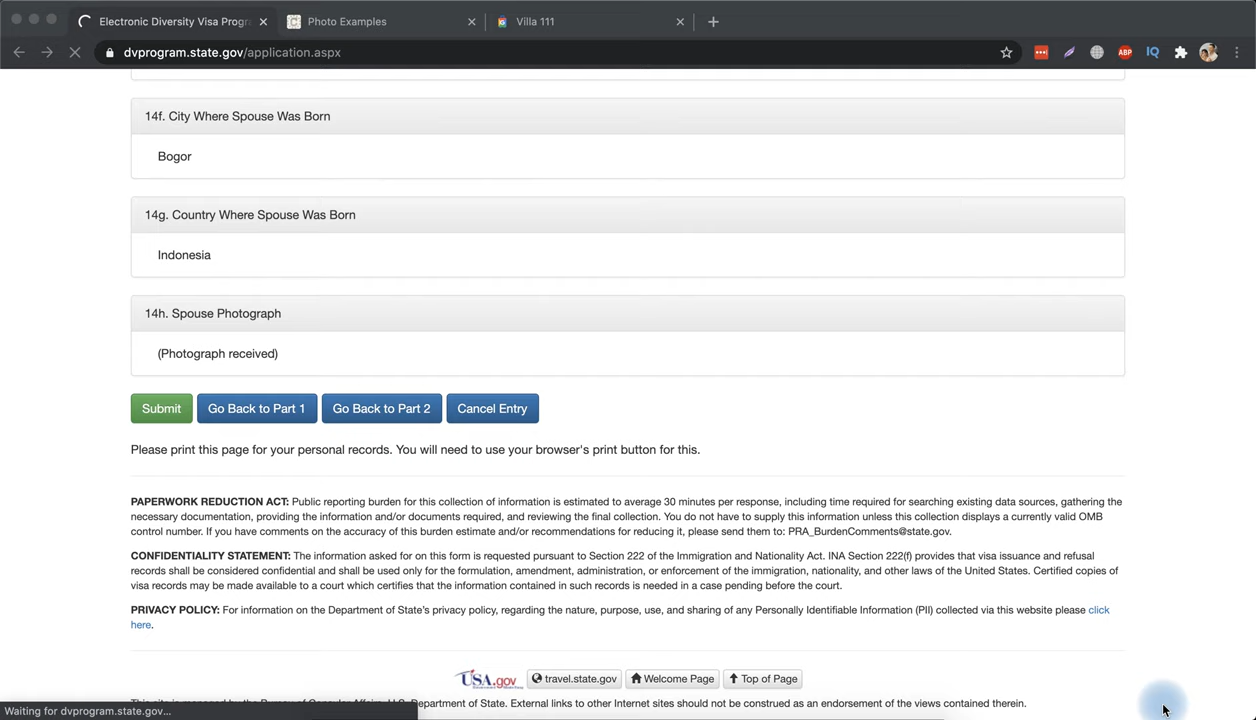 Electronic Diversity Visa Progr
Photo Examples
Villa 111
dvprogram.state.gov/application.aspx
ABP
IQ
14f. City Where Spouse Was Born
Bogor
14g. Country Where Spouse Was Born
Indonesia
14h. Spouse Photograph
(Photograph received)
Submit
Go Back to Part 1
Go Back to Part 2
Cancel Entry
Please print this page for your personal records. You will need to use your browser's print button for this.
PAPERWORK REDUCTION ACT: Public reporting burden for this collection of information is estimated to average 30 minutes per response, including time required for searching existing data sources, gathering the
necessary documentation, providing the information and/or documents required, and reviewing the final collection. You do not have to supply this information unless this collection displays a currently valid OMB
control number. If you have comments on the accuracy of this burden estimate and/or recommendations for reducing it, please send them to: PRA_BurdenComments@state.gov.
CONFIDENTIALITY STATEMENT: The information asked for on this form is requested pursuant to Section 222 of the Immigration and Nationality Act. INA Section 222(f) provides that visa issuance and refusal
records shall be considered confidential and shall be used only for the formulation, amendment, administration, or enforcement of the immigration, nationality, and other laws of the United States. Certified copies of
visa records may be made available to a court which certifies that the information contained in such records is needed in a case pending before the court.
PRIVACY POLICY: For information on the Department of State's privacy policy, regarding the nature, purpose, use, and sharing of any Personally Identifiable Information (PII) collected via this website please click
here.
USA.gov
travel.state.gov
Welcome Page
Top of Page
This site is managed by the Bureau of Consular Affairs, U.S. Department of State. External links to other Internet sites should not be construed as an endorsement of the views contained therein.
Waiting for dvprogram.state.gov...